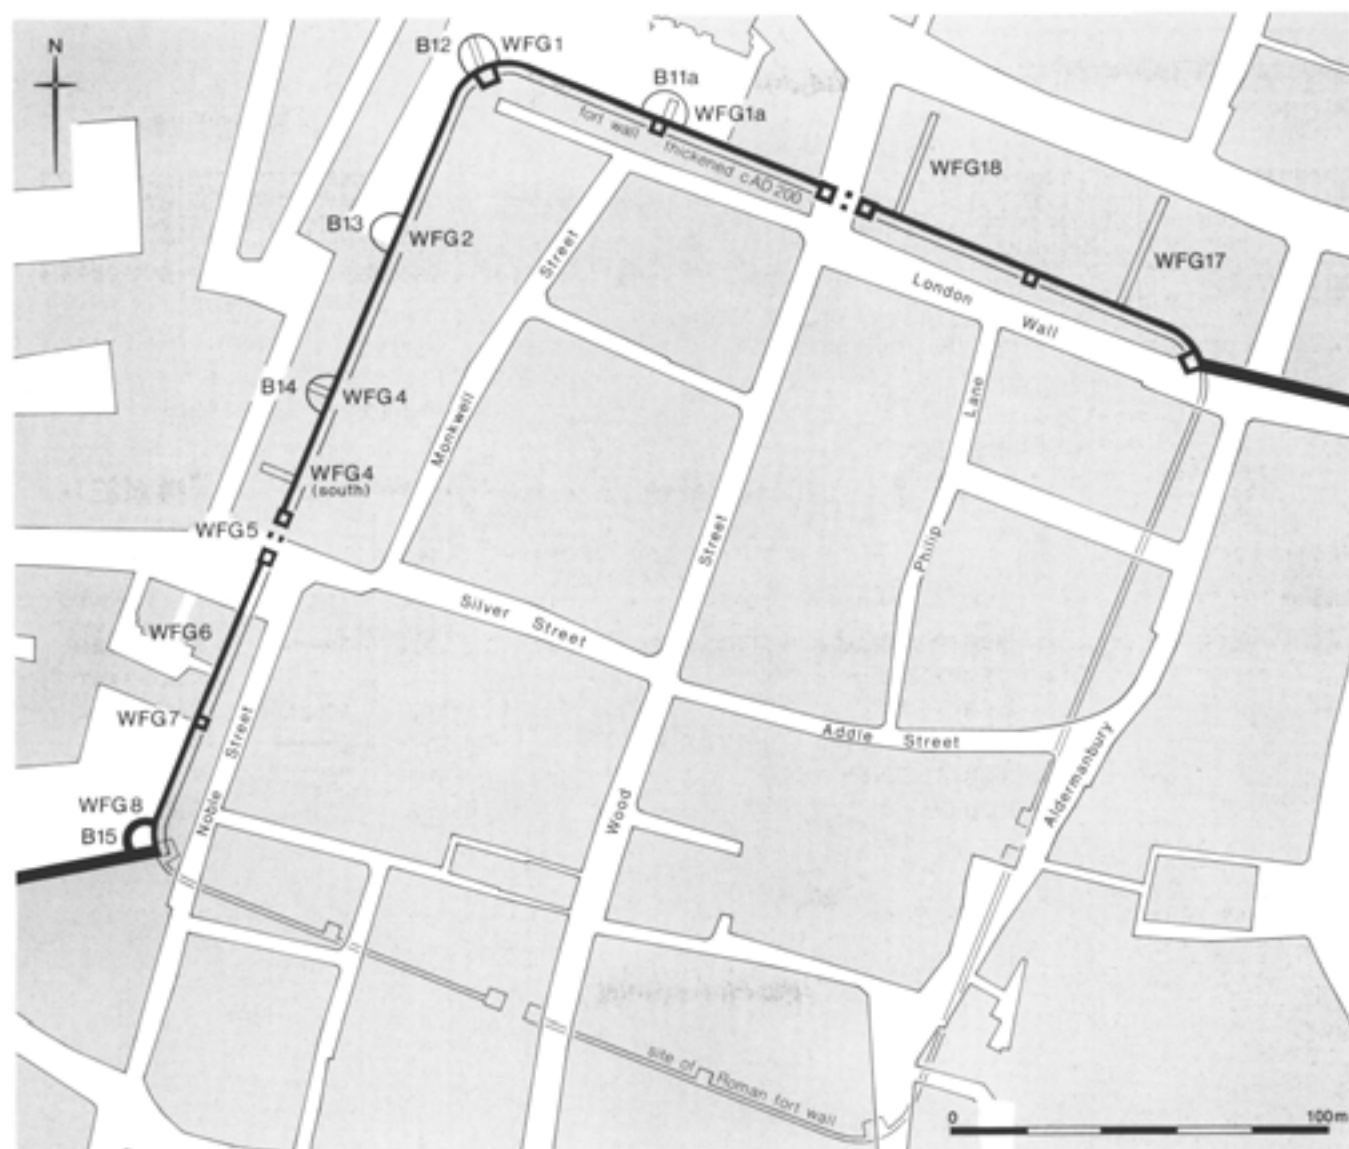 N
B12 WFG1
B11a
WFG1a
fort wall thickened cAD200
WFG18
WFG17
B13 WFG2
Street
London Wall
B14 WFG4
Monkwell
Lane
WFG4
(south)
WFG5
Street
Philip
Silver Street
WFG6
WFG7
Street
Addle Street
Aldermanbury
WFG8
B15
Noble
Wood
site of Roman fort wall
0 100m